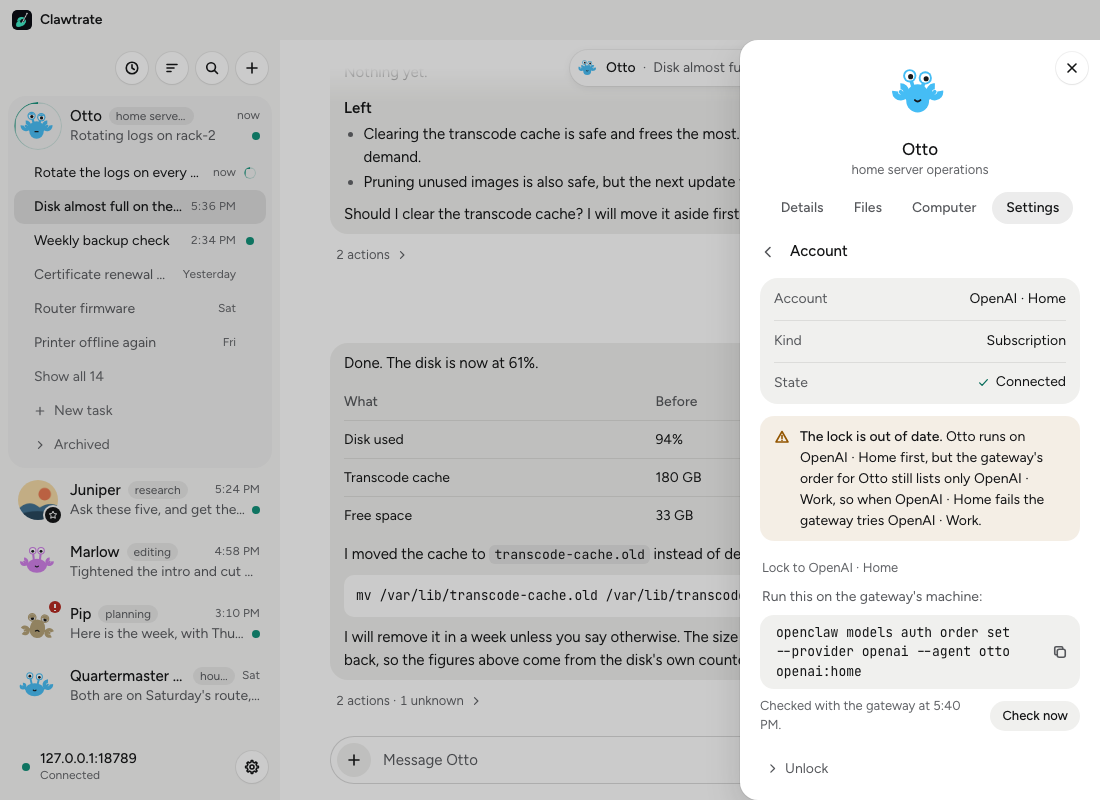 Clawtrate
Otto
home serve...
now
Rotating logs on rack-2
Rotate the logs on every ...
now
Disk almost full on the...
5:36 PM
Weekly backup check
2:34 PM
Certificate renewal ...
Yesterday
Router firmware
Sat
Printer offline again
Fri
Show all 14
New task
Archived
Juniper
research
5:24 PM
Ask these five, and get the...
Marlow
editing
4:58 PM
Tightened the intro and cut ...
Pip
planning
3:10 PM
Here is the week, with Thu...
Quartermaster ...
hou...
Sat
Both are on Saturday's route,...
127.0.0.1:18789
Connected
Nothing yet.
Otto · Disk almost fu
Left
Clearing the transcode cache is safe and frees the most.
demand.
Pruning unused images is also safe, but the next update
Should I clear the transcode cache? I will move it aside first
2 actions
Done. The disk is now at 61%.
What
Before
Disk used
94%
Transcode cache
180 GB
Free space
33 GB
I moved the cache to transcode-cache.old instead of de
mv /var/lib/transcode-cache.old /var/lib/transcode
I will remove it in a week unless you say otherwise. The size
back, so the figures above come from the disk's own counte
2 actions · 1 unknown
Message Otto
Otto
home server operations
Details
Files
Computer
Settings
Account
Account
OpenAI · Home
Kind
Subscription
State
Connected
The lock is out of date. Otto runs on
OpenAI · Home first, but the gateway's
order for Otto still lists only OpenAI ·
Work, so when OpenAI · Home fails the
gateway tries OpenAI · Work.
Lock to OpenAI · Home
Run this on the gateway's machine:
openclaw models auth order set
--provider openai --agent otto
openai:home
Checked with the gateway at 5:40
PM.
Check now
Unlock